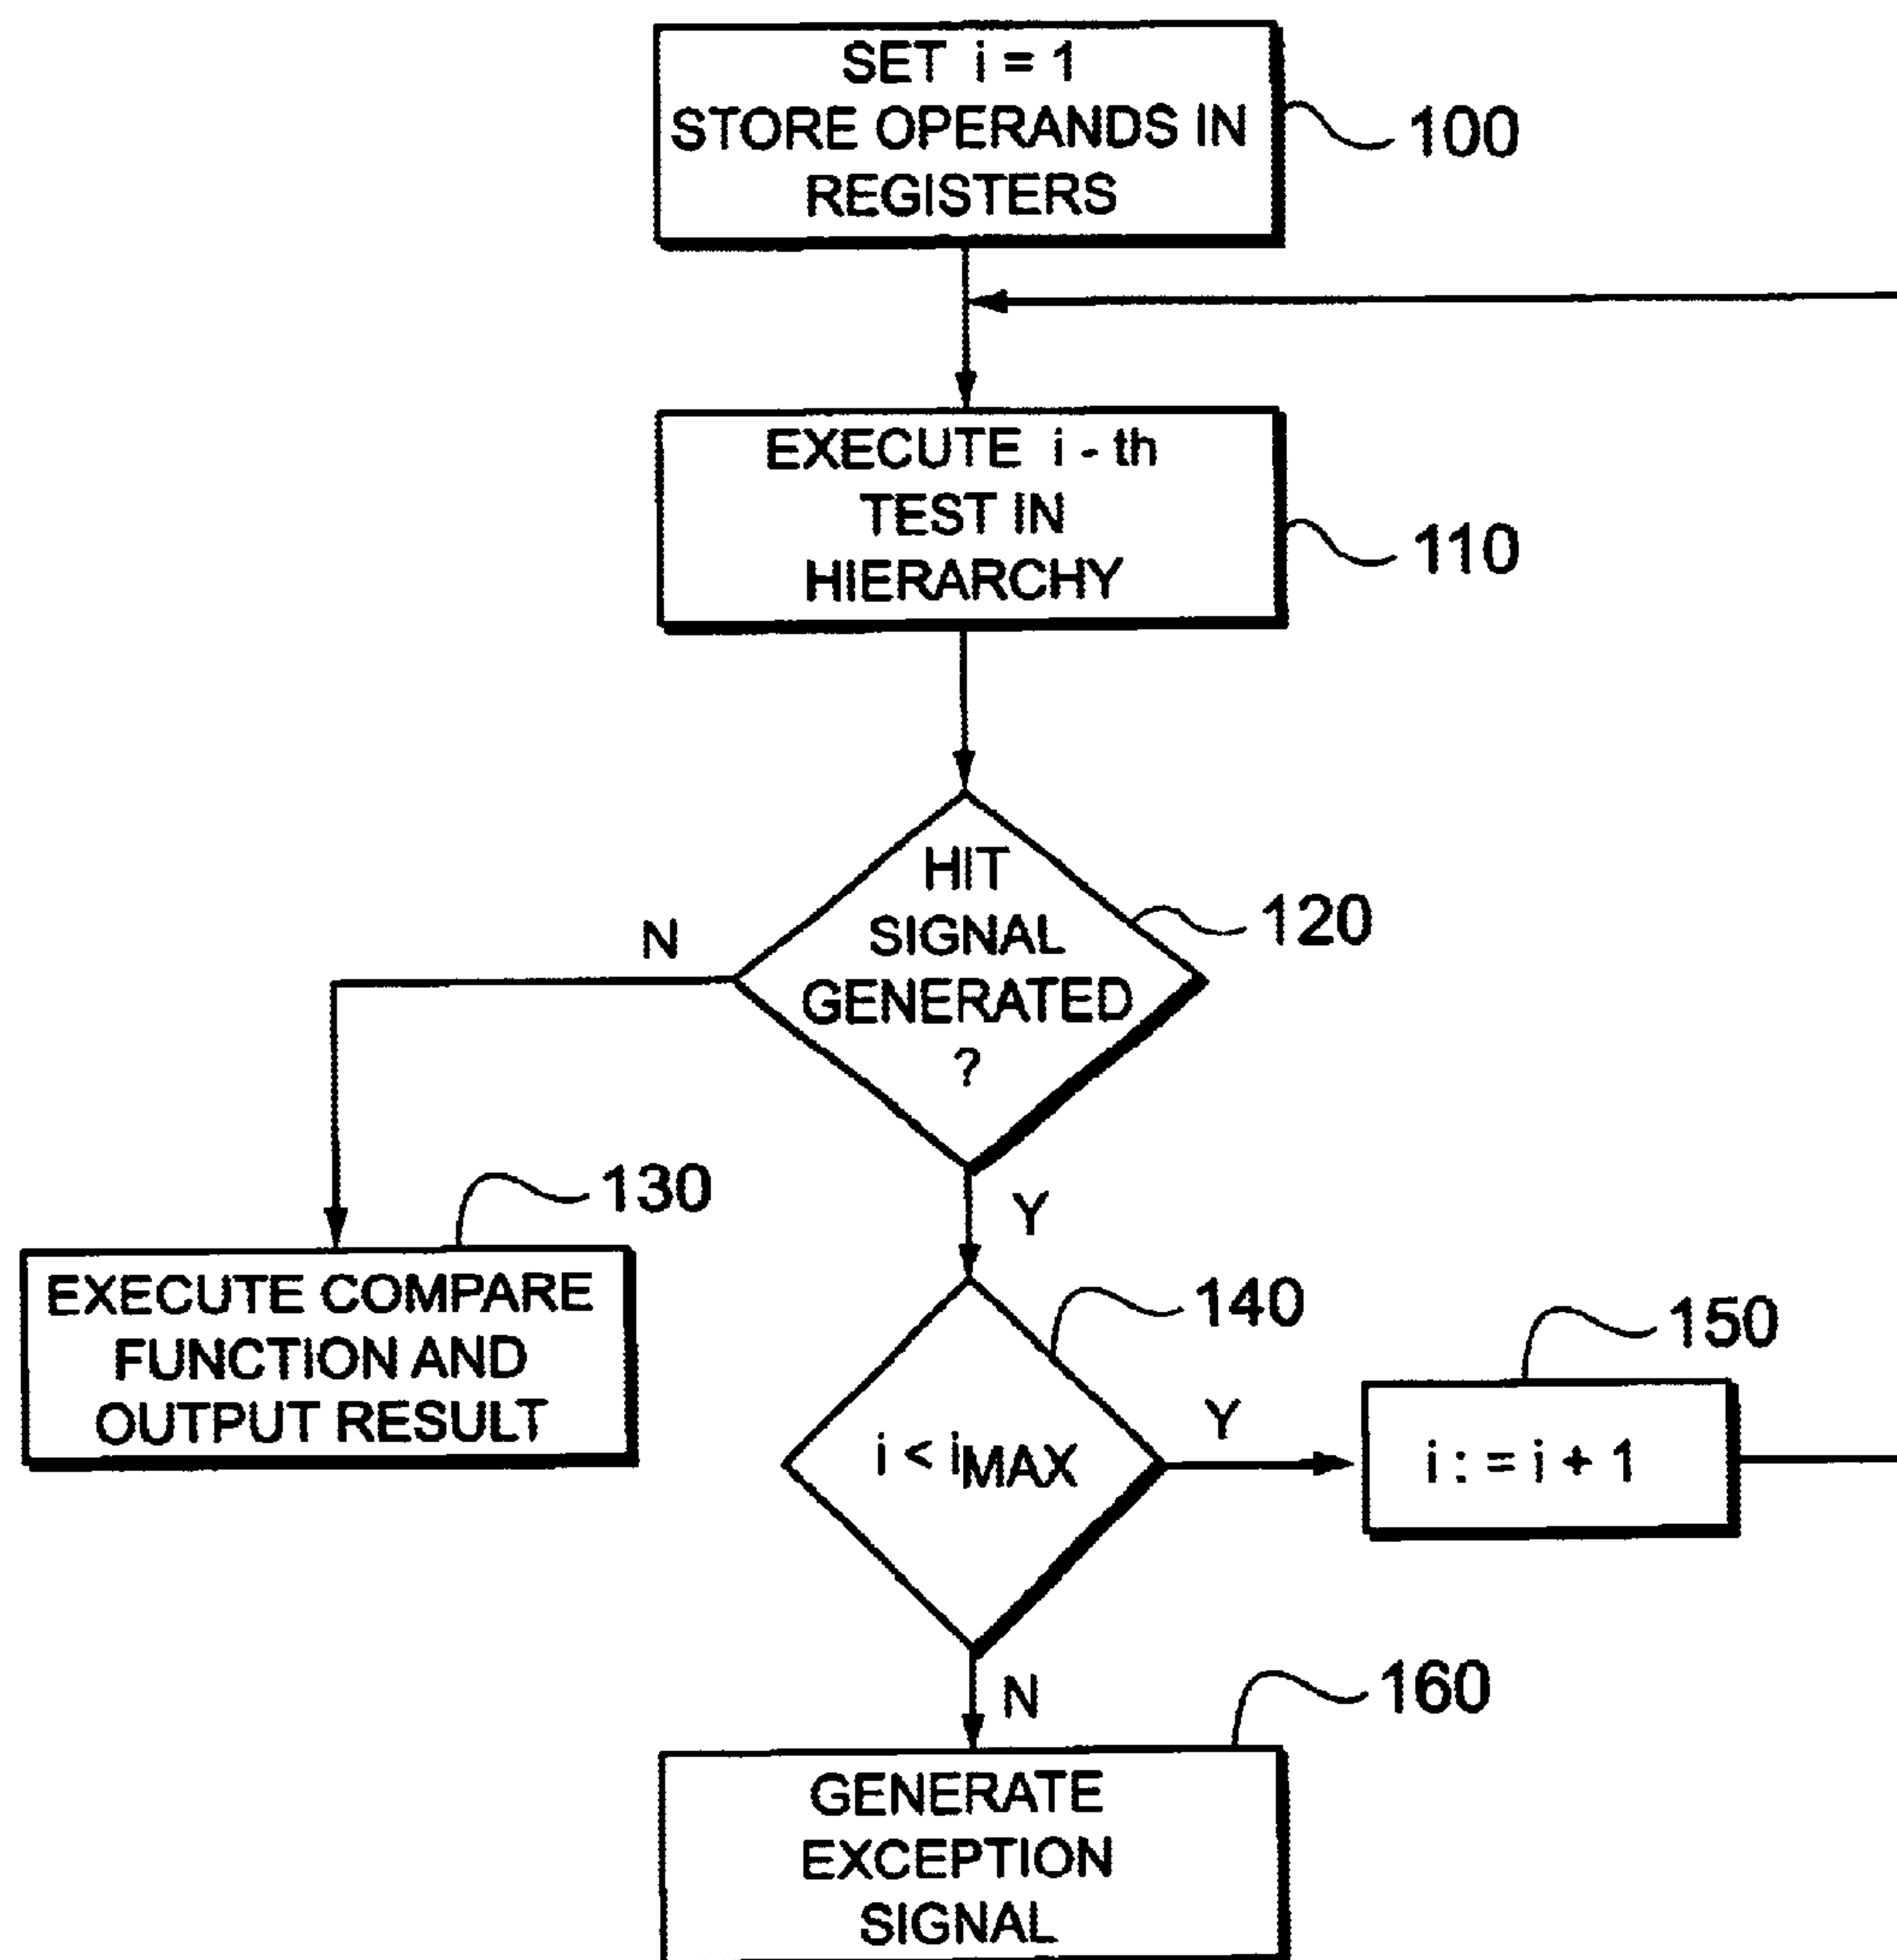 SET i = 1
STORE OPERANDS IN
REGISTERS
100
EXECUTE i - th
TEST IN
HIERARCHY
110
HIT
SIGNAL
GENERATED
?
120
N
Y
130
EXECUTE COMPARE
FUNCTION AND
OUTPUT RESULT
140
i < iMAX
Y
150
i : = i + 1
N
160
GENERATE
EXCEPTION
SIGNAL